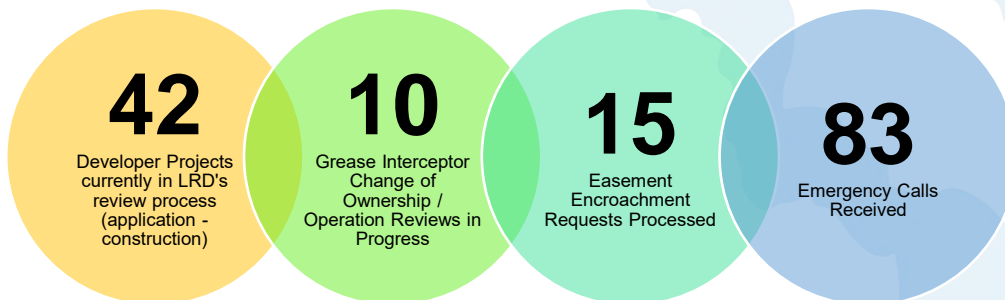 42
Developer Projects
currently in LRD's
review process
(application -
construction)
10
Grease Interceptor
Change of
Ownership /
Operation Reviews in
Progress
15
Easement
Encroachment
Requests Processed
83
Emergency Calls
Received